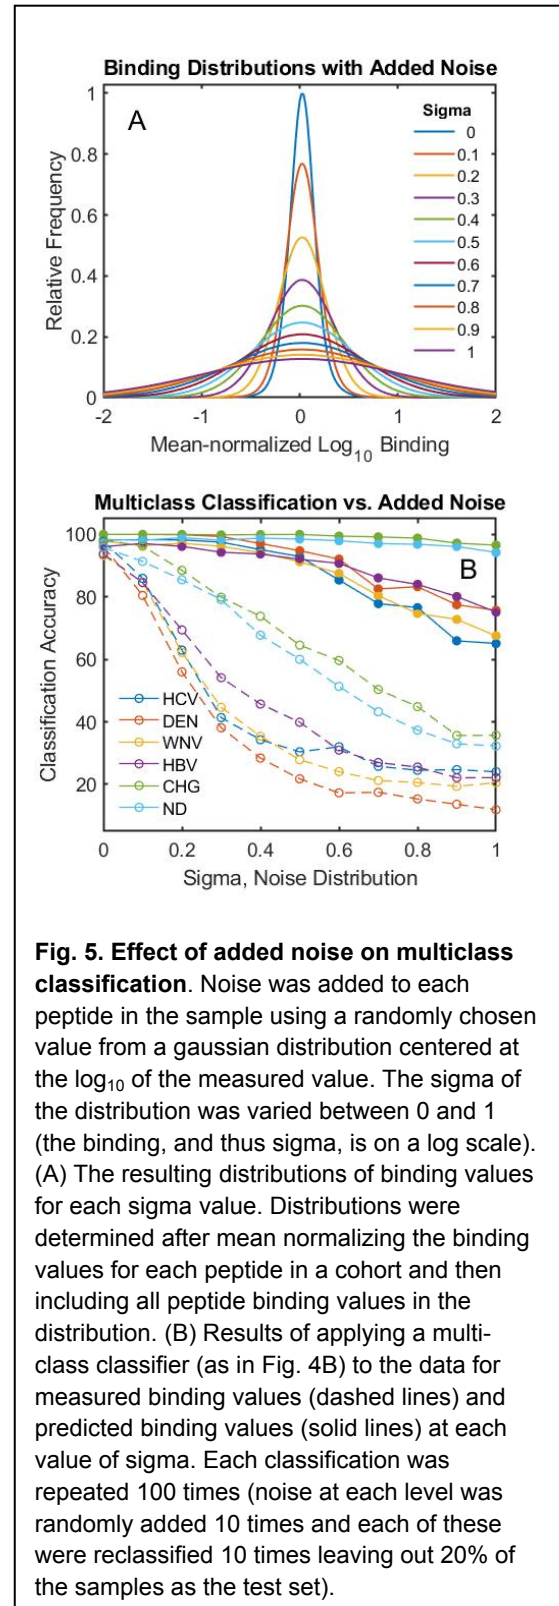 Binding Distributions with Added Noise
A
Sigma
0
0.1
0.2
0.3
0.4
0.5
0.6
0.7
0.8
0.9
1
Relative Frequency
1
0.8
0.6
0.4
0.2
0
-2 -1 0 1 2
Mean-normalized Log10 Binding
Multiclass Classification vs. Added Noise
B
Classification Accuracy
100
80
60
40
20
HCV
DEN
WNV
HBV
CHG
ND
0 0.2 0.4 0.6 0.8 1
Sigma, Noise Distribution
Fig. 5. Effect of added noise on multiclass
classification. Noise was added to each
peptide in the sample using a randomly chosen
value from a gaussian distribution centered at
the log10 of the measured value. The sigma of
the distribution was varied between 0 and 1
(the binding, and thus sigma, is on a log scale).
(A) The resulting distributions of binding values
for each sigma value. Distributions were
determined after mean normalizing the binding
values for each peptide in a cohort and then
including all peptide binding values in the
distribution. (B) Results of applying a multi-
class classifier (as in Fig. 4B) to the data for
measured binding values (dashed lines) and
predicted binding values (solid lines) at each
value of sigma. Each classification was
repeated 100 times (noise at each level was
randomly added 10 times and each of these
were reclassified 10 times leaving out 20% of
the samples as the test set).